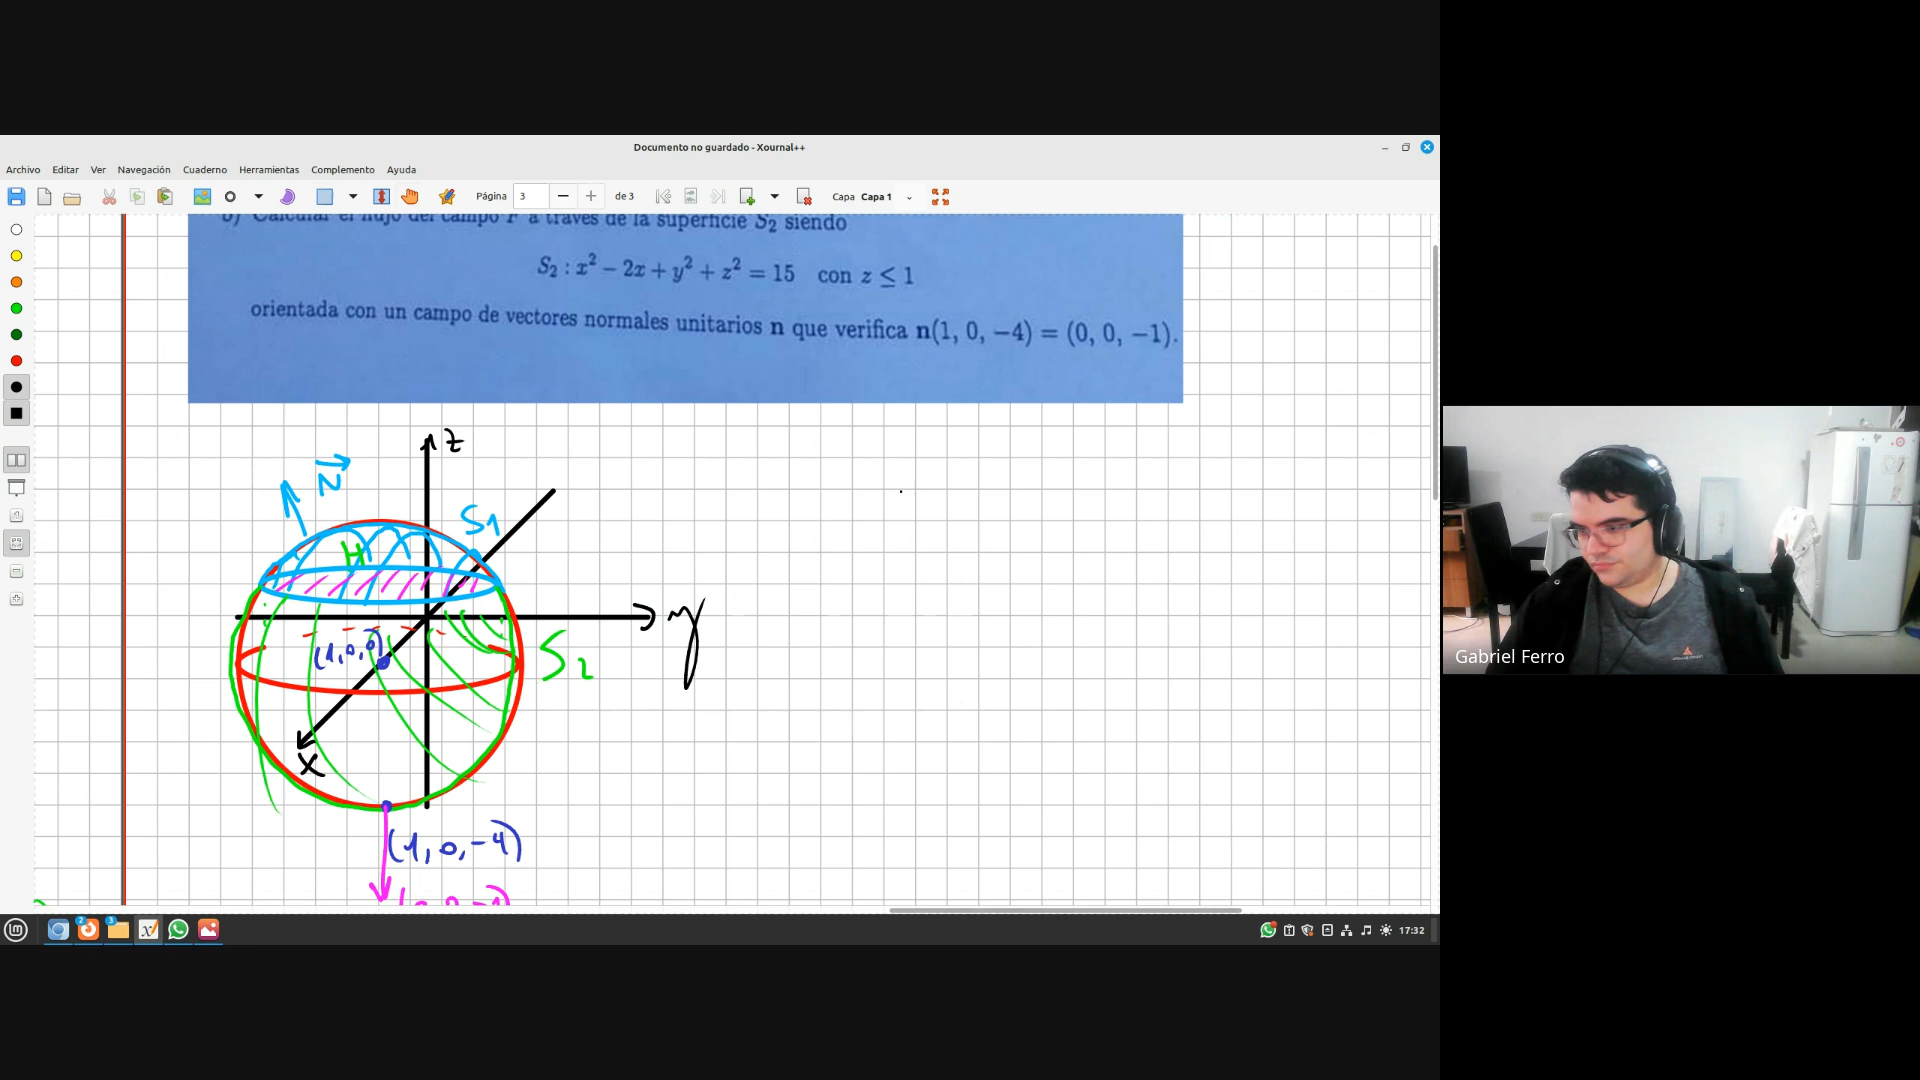 Documento no guardado - Xournal++
Archivo Editar Ver Navegación Cuaderno Herramientas Complemento Ayuda
Página 3 de 3 Capa Capa 1
b) Calcular el flujo del campo F a través de la superficie S₂ siendo
S₂ : x² − 2x + y² + z² = 15 con z ≤ 1
orientada con un campo de vectores normales unitarios n que verifica n(1, 0, −4) = (0, 0, −1).
z
N
S1
H
y
(1,0,0)
S2
x
(1,0,-4)
Gabriel Ferro
2 3
17:32